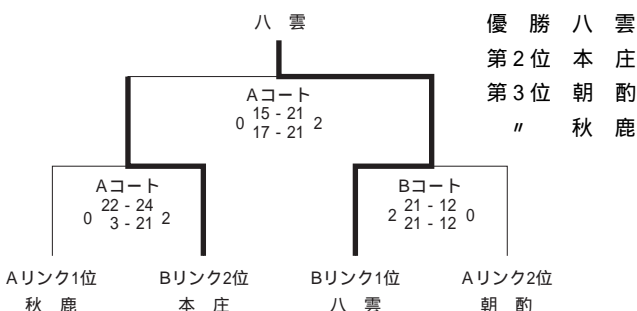 八 雲
優 勝 八 雲
第2位 本 庄
第3位 朝 酌
〃 秋 鹿
Aコート
0 15 - 21 2
17 - 21
Aコート
0 22 - 24 2
3 - 21
Bコート
2 21 - 12 0
21 - 12
Aリンク1位 Bリンク2位 Bリンク1位 Aリンク2位
秋 鹿 本 庄 八 雲 朝 酌